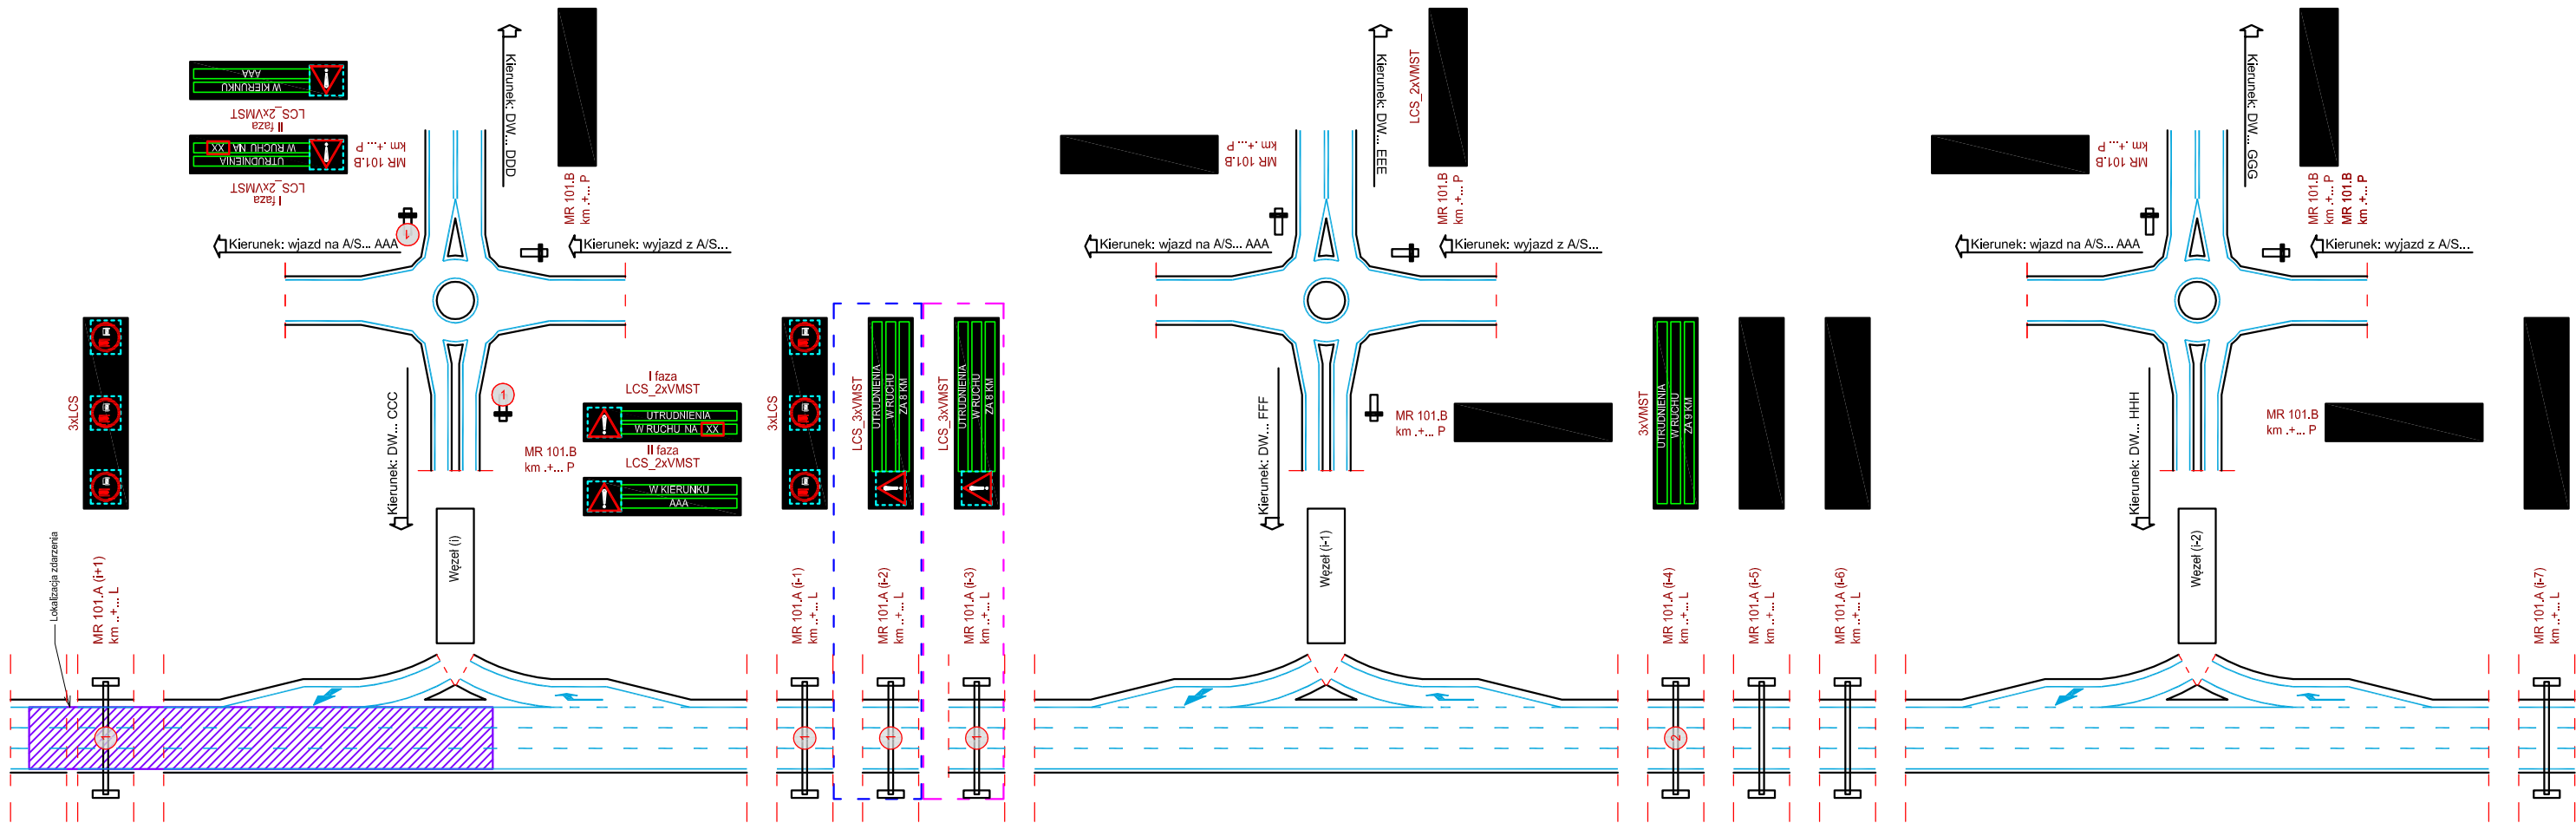 W KIERUNKU
AAA
II faza
LCS_2xVMST
UTRUDNIENIA
W RUCHU NA XX
I faza
LCS_2xVMST
MR 101.B
km .+... P
1
Kierunek: DW... DDD
MR 101.B
km .+... P
Kierunek: wjazd na A/S... AAA
Kierunek: wyjazd z A/S...
3xLCS
Kierunek: DW... CCC
1
I faza
LCS_2xVMST
UTRUDNIENIA
W RUCHU NA XX
II faza
LCS_2xVMST
W KIERUNKU
AAA
MR 101.B
km .+... P
Węzeł (i)
Lokalizacja zdarzenia
MR 101.A (i+1)
km ..+... L
1
3xLCS
MR 101.A (i-1)
km ..+... L
1
LCS_3xVMST
UTRUDNIENIA
W RUCHU
ZA 8 KM
MR 101.A (i-2)
km ..+... L
1
LCS_3xVMST
UTRUDNIENIA
W RUCHU
ZA 8 KM
MR 101.A (i-3)
km ..+... L
1
MR 101.B
km .+... P
Kierunek: DW... EEE
LCS_2xVMST
MR 101.B
km .+... P
Kierunek: wjazd na A/S... AAA
Kierunek: wyjazd z A/S...
Kierunek: DW... FFF
MR 101.B
km .+... P
Węzeł (i-1)
3xVMST
UTRUDNIENIA
W RUCHU
ZA 9 KM
MR 101.A (i-4)
km ..+... L
2
MR 101.A (i-5)
km ..+... L
MR 101.A (i-6)
km ..+... L
MR 101.B
km .+... P
Kierunek: DW... GGG
MR 101.B
km .+... P
MR 101.B
km .+... P
Kierunek: wjazd na A/S... AAA
Kierunek: wyjazd z A/S...
Kierunek: DW... HHH
MR 101.B
km .+... P
Węzeł (i-2)
MR 101.A (i-7)
km ..+... L